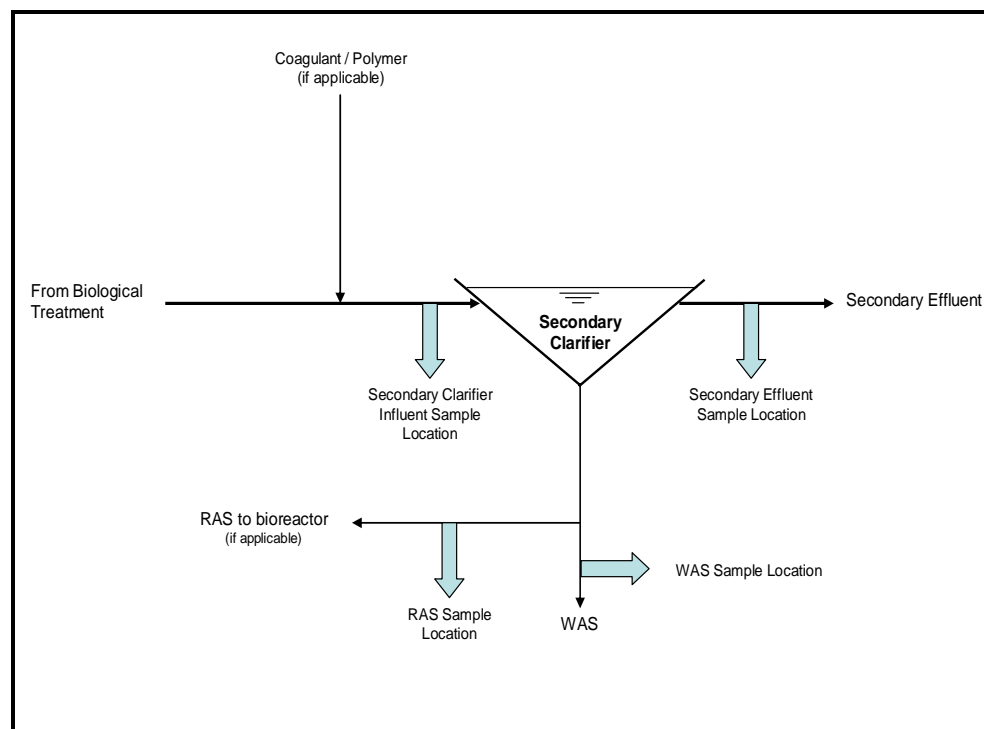 Coagulant / Polymer
(if applicable)
From Biological
Treatment
Secondary
Clarifier
Secondary Effluent
Secondary Clarifier
Influent Sample
Location
Secondary Effluent
Sample Location
RAS to bioreactor
(if applicable)
WAS Sample Location
RAS Sample
Location
WAS